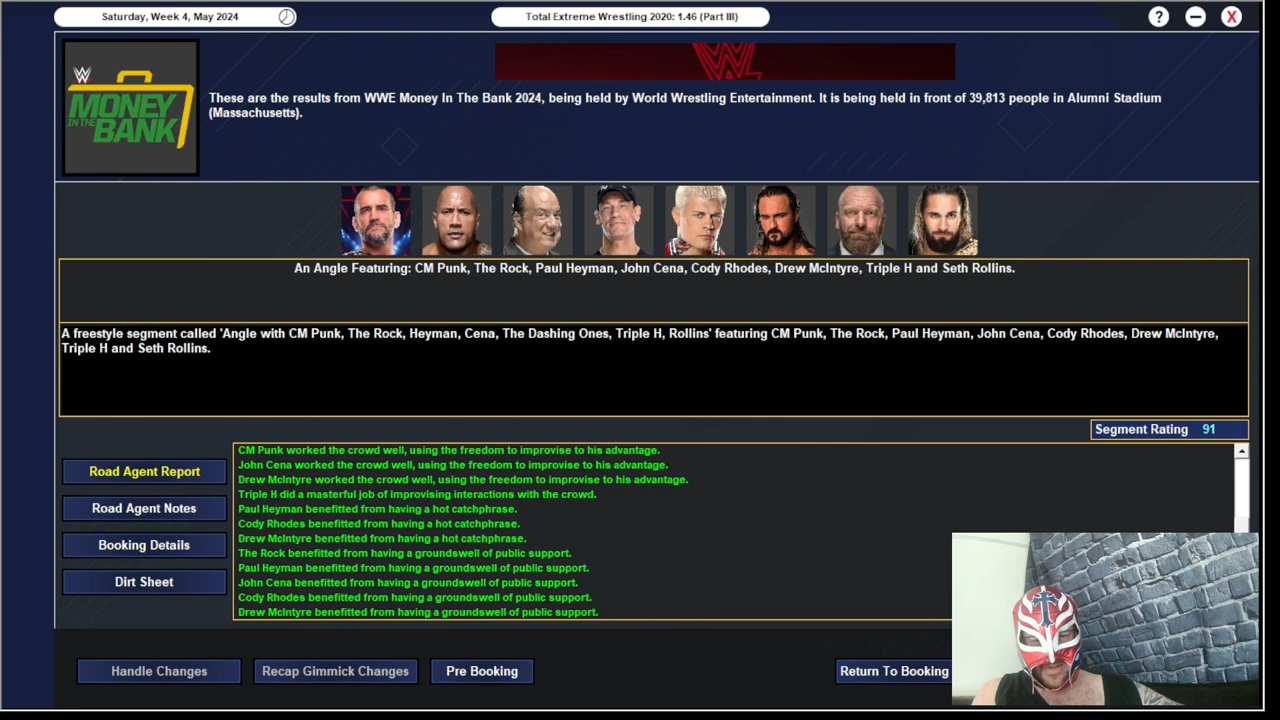 Saturday, Week 4, May 2024
Total Extreme Wrestling 2020: 1.46 (Part III)
?
X
W
MONEY
IN THE
BANK
These are the results from WWE Money In The Bank 2024, being held by World Wrestling Entertainment. It is being held in front of 39,813 people in Alumni Stadium
(Massachusetts).
An Angle Featuring: CM Punk, The Rock, Paul Heyman, John Cena, Cody Rhodes, Drew McIntyre, Triple H and Seth Rollins.
A freestyle segment called 'Angle with CM Punk, The Rock, Heyman, Cena, The Dashing Ones, Triple H, Rollins' featuring CM Punk, The Rock, Paul Heyman, John Cena, Cody Rhodes, Drew McIntyre,
Triple H and Seth Rollins.
Segment Rating 91
Road Agent Report
Road Agent Notes
Booking Details
Dirt Sheet
CM Punk worked the crowd well, using the freedom to improvise to his advantage.
John Cena worked the crowd well, using the freedom to improvise to his advantage.
Drew McIntyre worked the crowd well, using the freedom to improvise to his advantage.
Triple H did a masterful job of improvising interactions with the crowd.
Paul Heyman benefitted from having a hot catchphrase.
Cody Rhodes benefitted from having a hot catchphrase.
Drew McIntyre benefitted from having a hot catchphrase.
The Rock benefitted from having a groundswell of public support.
Paul Heyman benefitted from having a groundswell of public support.
John Cena benefitted from having a groundswell of public support.
Cody Rhodes benefitted from having a groundswell of public support.
Drew McIntyre benefitted from having a groundswell of public support.
Handle Changes
Recap Gimmick Changes
Pre Booking
Return To Booking